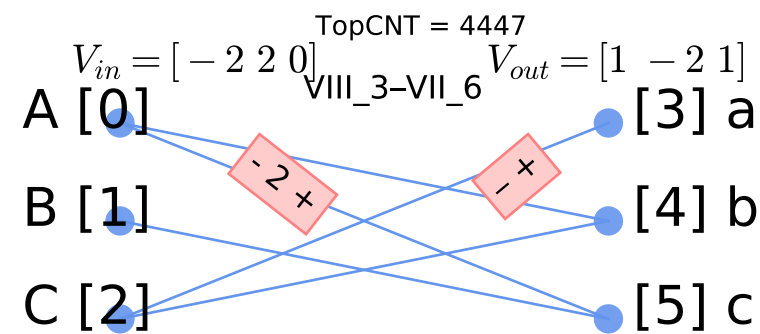 TopCNT = 4447
V_in = [ − 2 2 0] V_out = [1 − 2 1]
VIII_3–VII_6
A [0] [3] a
- 2 +
− +
B [1] [4] b
C [2] [5] c